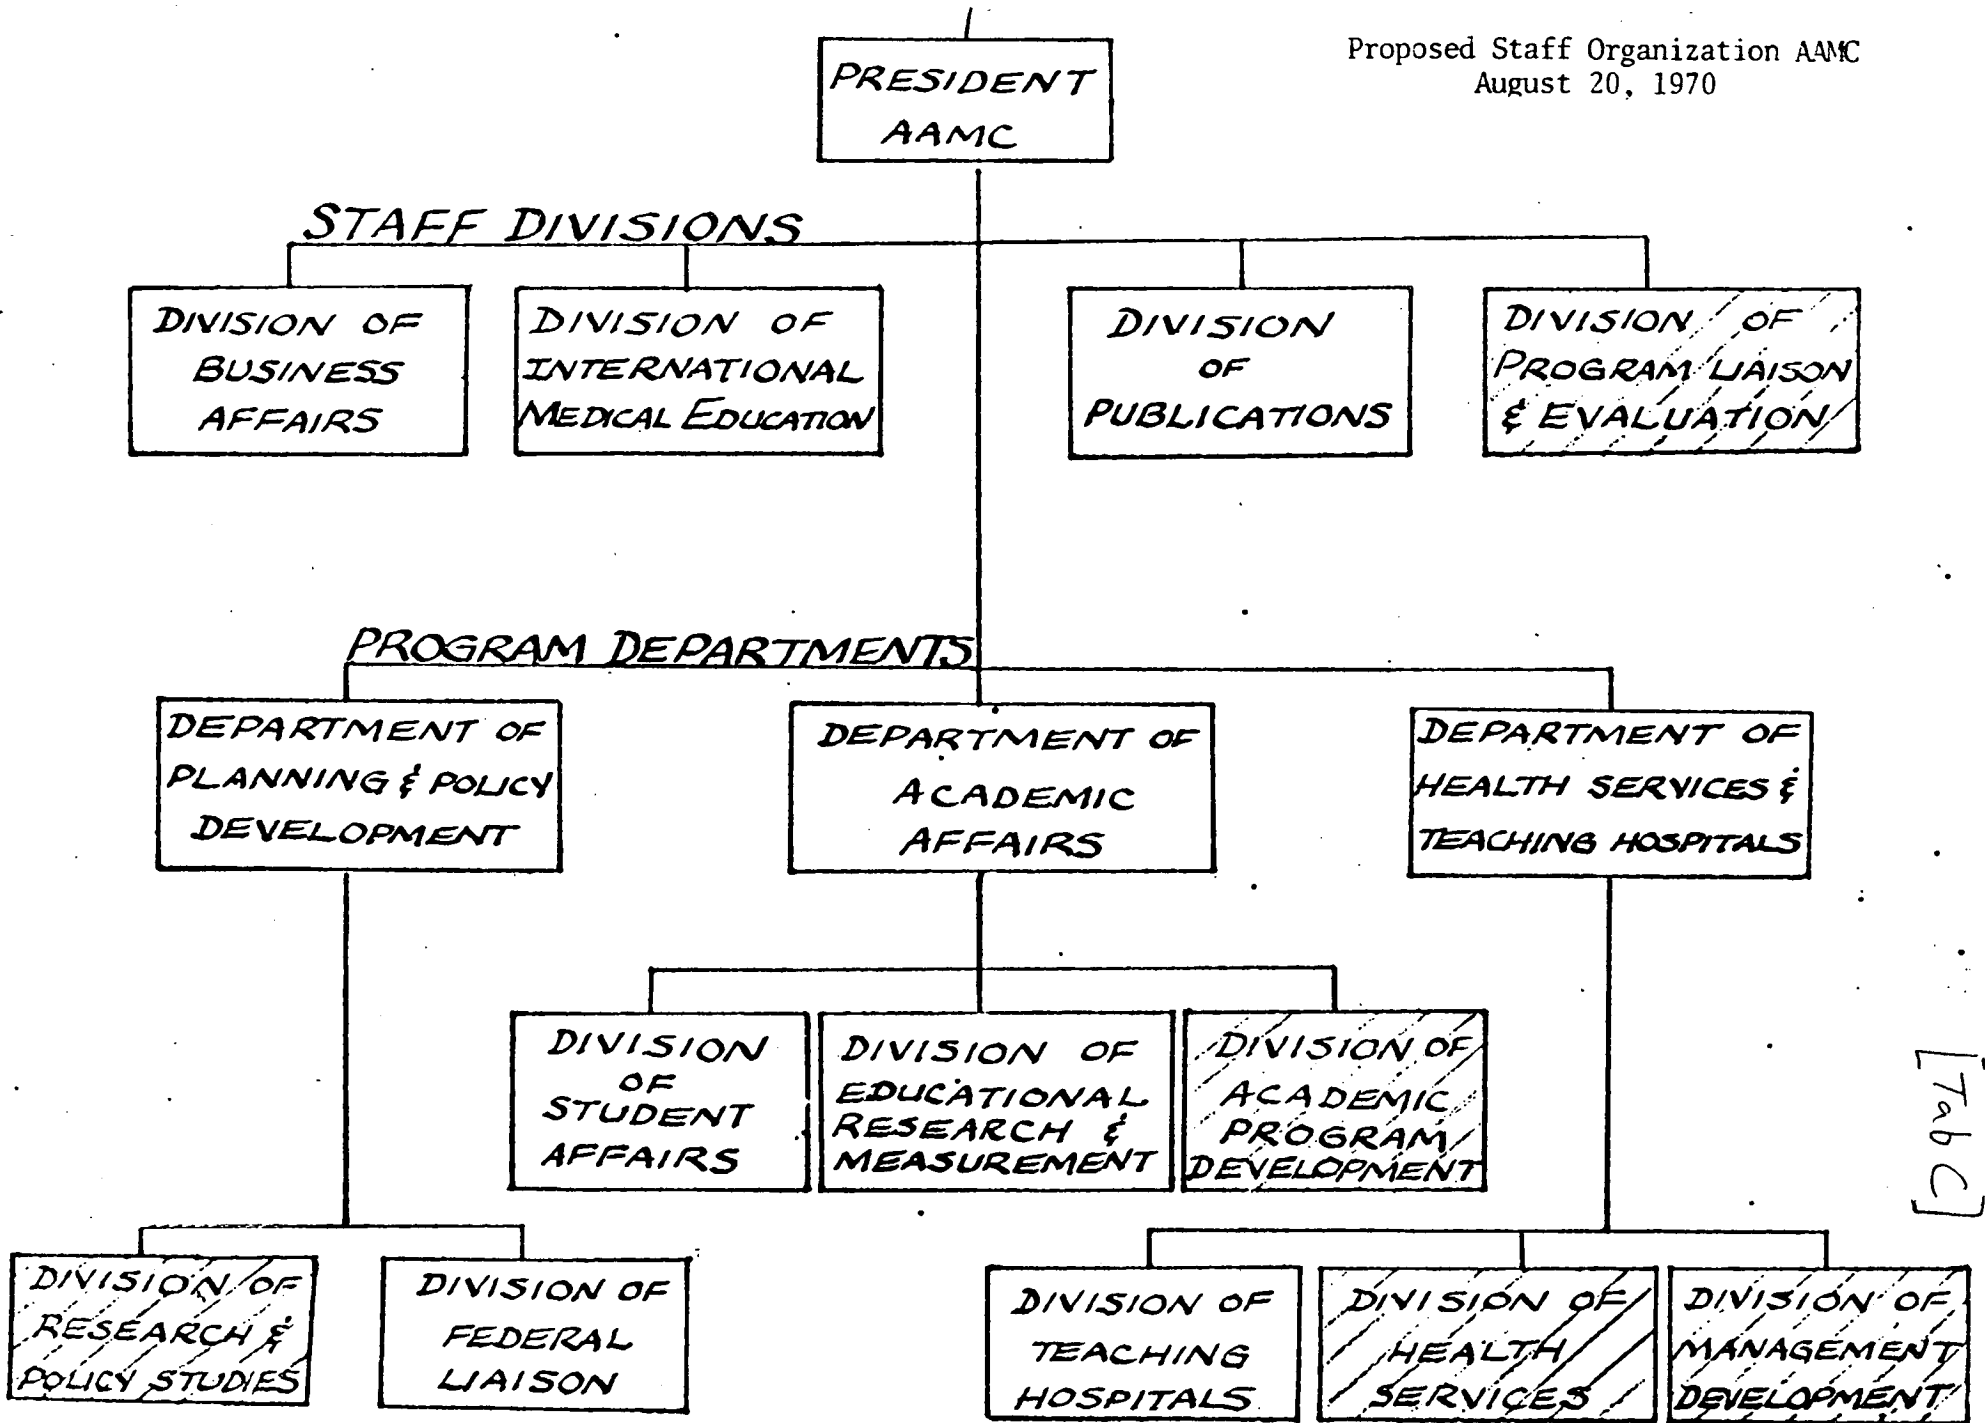 Proposed Staff Organization AAMC
August 20, 1970
PRESIDENT
AAMC
STAFF DIVISIONS
DIVISION OF
BUSINESS
AFFAIRS
DIVISION OF
INTERNATIONAL
MEDICAL EDUCATION
DIVISION
OF
PUBLICATIONS
DIVISION OF
PROGRAM LIAISON
& EVALUATION
PROGRAM DEPARTMENTS
DEPARTMENT OF
PLANNING & POLICY
DEVELOPMENT
DEPARTMENT OF
ACADEMIC
AFFAIRS
DEPARTMENT OF
HEALTH SERVICES &
TEACHING HOSPITALS
DIVISION
OF
STUDENT
AFFAIRS
DIVISION OF
EDUCATIONAL
RESEARCH &
MEASUREMENT
DIVISION OF
ACADEMIC
PROGRAM
DEVELOPMENT
DIVISION OF
RESEARCH &
POLICY STUDIES
DIVISION OF
FEDERAL
LIAISON
DIVISION OF
TEACHING
HOSPITALS
DIVISION OF
HEALTH
SERVICES
DIVISION OF
MANAGEMENT
DEVELOPMENT
[Tab C]